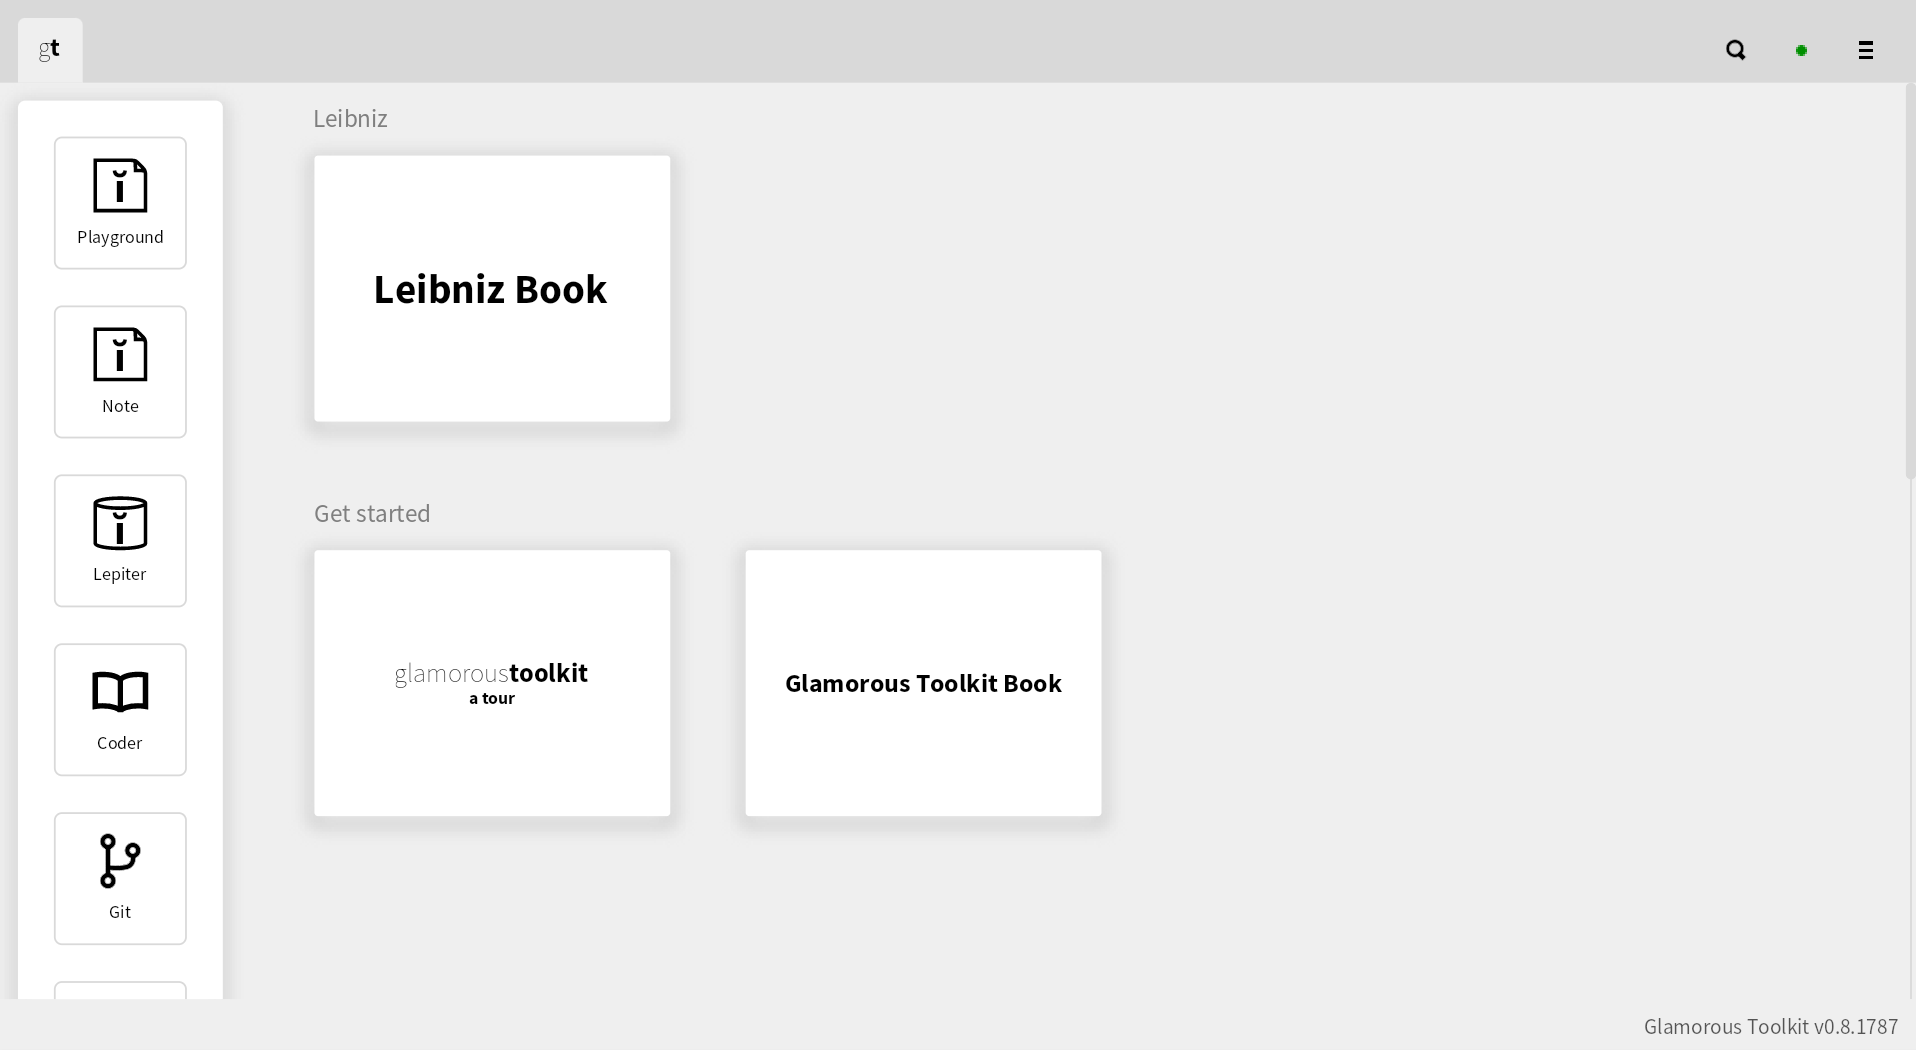 gt
Playground
Note
Lepiter
Coder
Git
Leibniz
Leibniz Book
Get started
glamoroustoolkit
a tour
Glamorous Toolkit Book
Glamorous Toolkit v0.8.1787